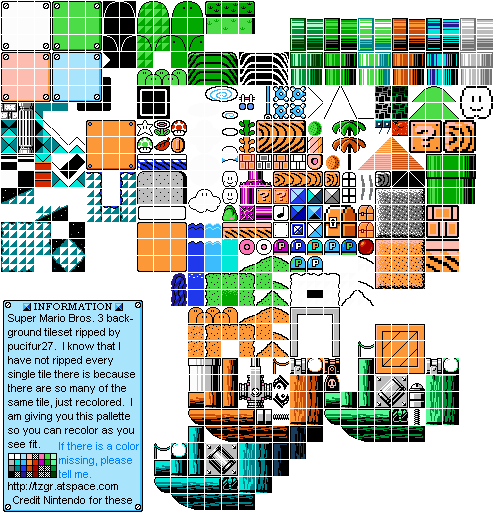 INFORMATION
Super Mario Bros. 3 back-
ground tileset ripped by
pucifur27. I know that I
have not ripped every
single tile there is because
there are so many of the
same tile, just recolored. I
am giving you this pallette
so you can recolor as you
see fit.
If there is a color
missing, please
tell me.
http://tzgr.atspace.com
Credit Nintendo for these
? ?
? ?
P P P P
P P P